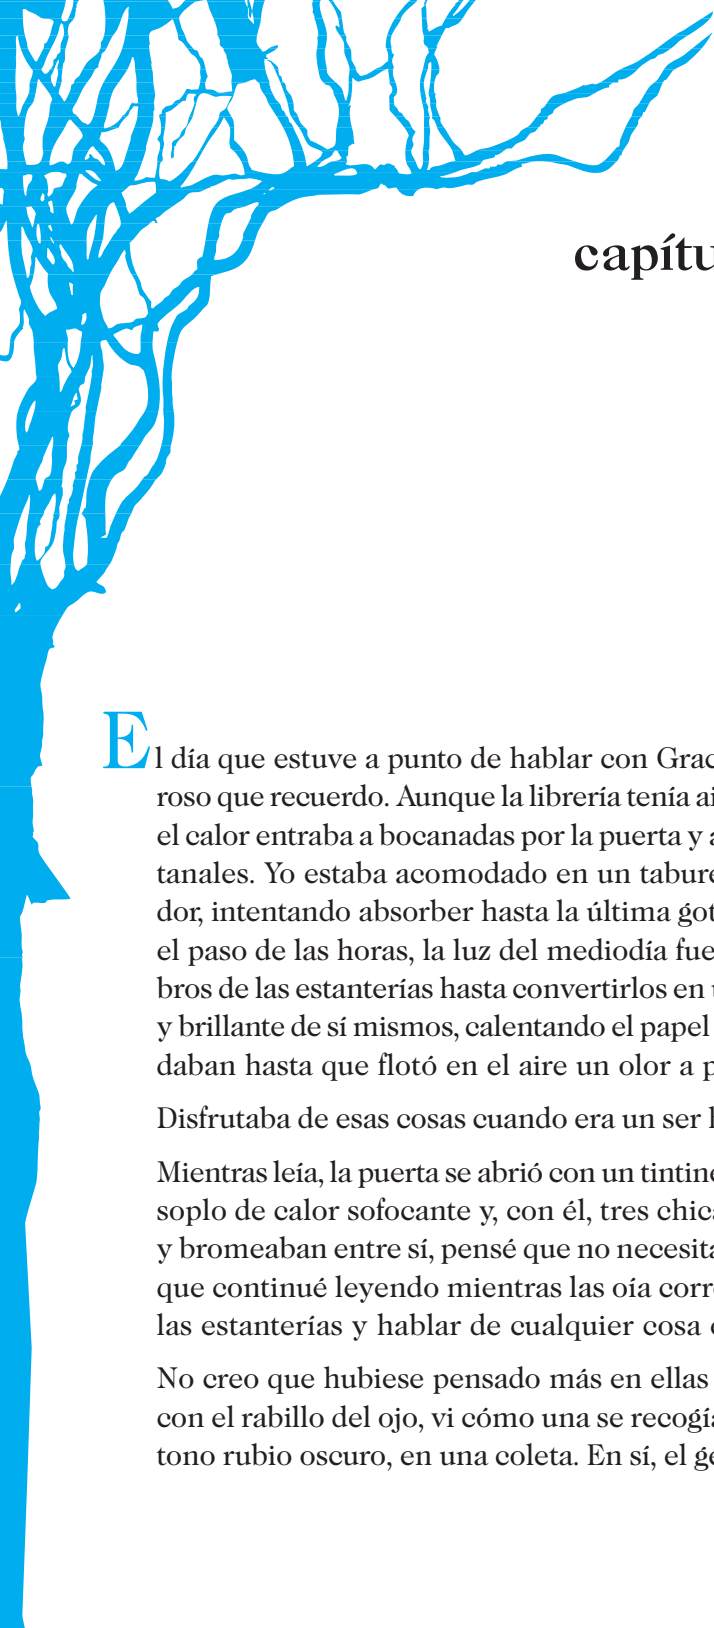 capítu
El día que estuve a punto de hablar con Grac
roso que recuerdo. Aunque la librería tenía ai
el calor entraba a bocanadas por la puerta y a
tanales. Yo estaba acomodado en un tabure
dor, intentando absorber hasta la última got
el paso de las horas, la luz del mediodía fue
bros de las estanterías hasta convertirlos en u
y brillante de sí mismos, calentando el papel
daban hasta que flotó en el aire un olor a p
Disfrutaba de esas cosas cuando era un ser h
Mientras leía, la puerta se abrió con un tintine
soplo de calor sofocante y, con él, tres chica
y bromeaban entre sí, pensé que no necesita
que continué leyendo mientras las oía corre
las estanterías y hablar de cualquier cosa
No creo que hubiese pensado más en ellas
con el rabillo del ojo, vi cómo una se recogía
tono rubio oscuro, en una coleta. En sí, el ge